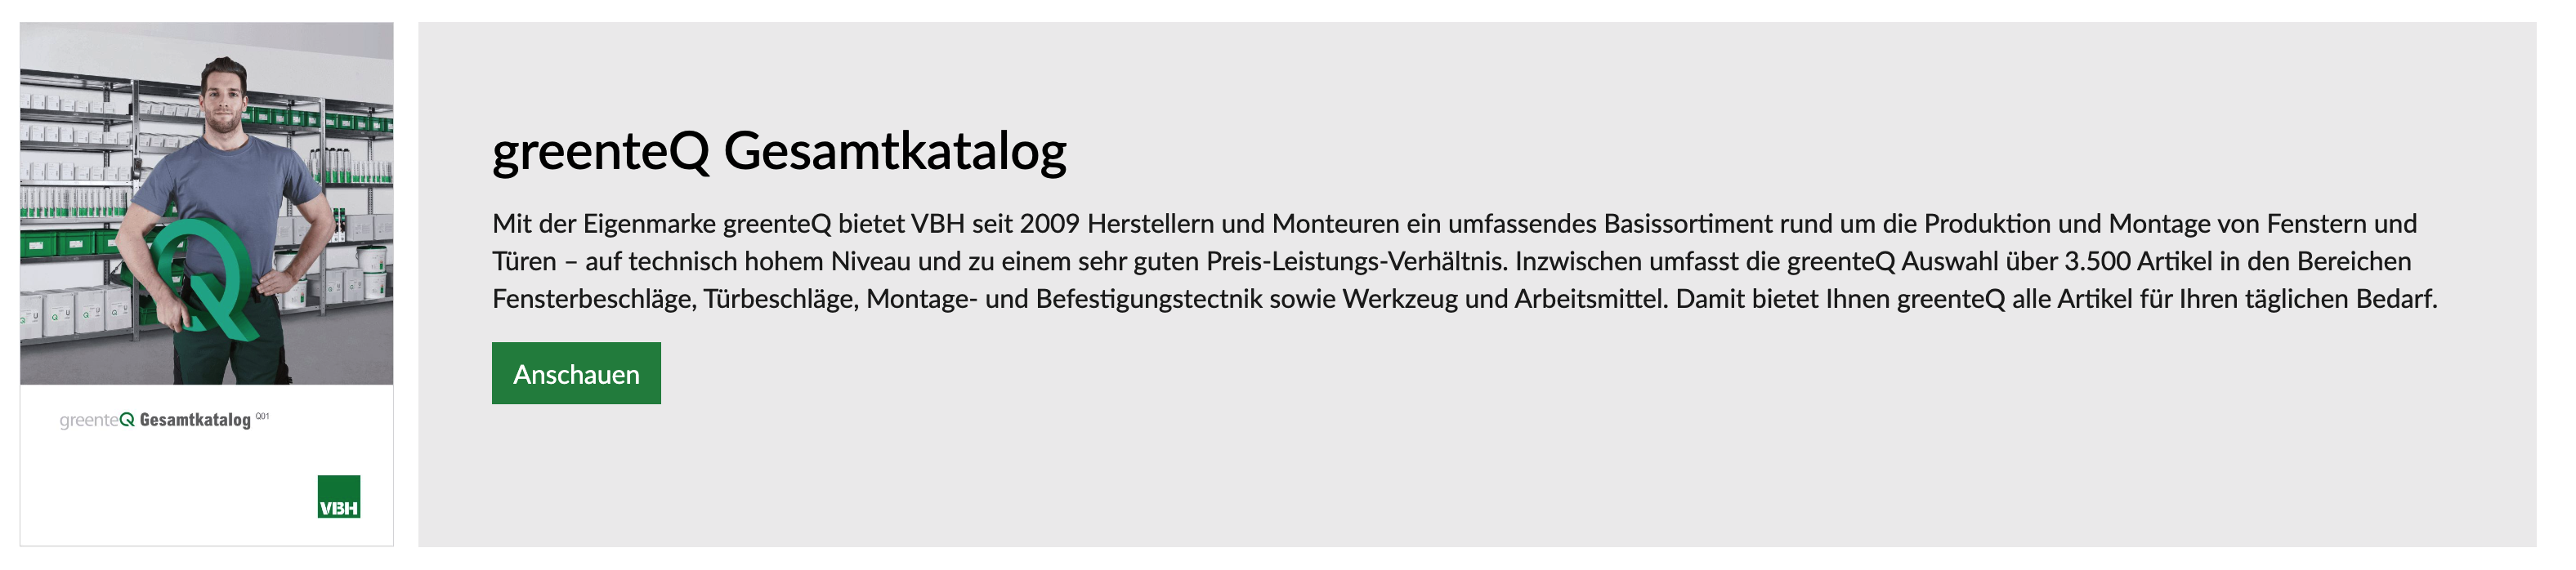 greenteQ Gesamtkatalog Q01
VBH
greenteQ Gesamtkatalog
Mit der Eigenmarke greenteQ bietet VBH seit 2009 Herstellern und Monteuren ein umfassendes Basissortiment rund um die Produktion und Montage von Fenstern und
Türen – auf technisch hohem Niveau und zu einem sehr guten Preis-Leistungs-Verhältnis. Inzwischen umfasst die greenteQ Auswahl über 3.500 Artikel in den Bereichen
Fensterbeschläge, Türbeschläge, Montage- und Befestigungstectnik sowie Werkzeug und Arbeitsmittel. Damit bietet Ihnen greenteQ alle Artikel für Ihren täglichen Bedarf.
Anschauen